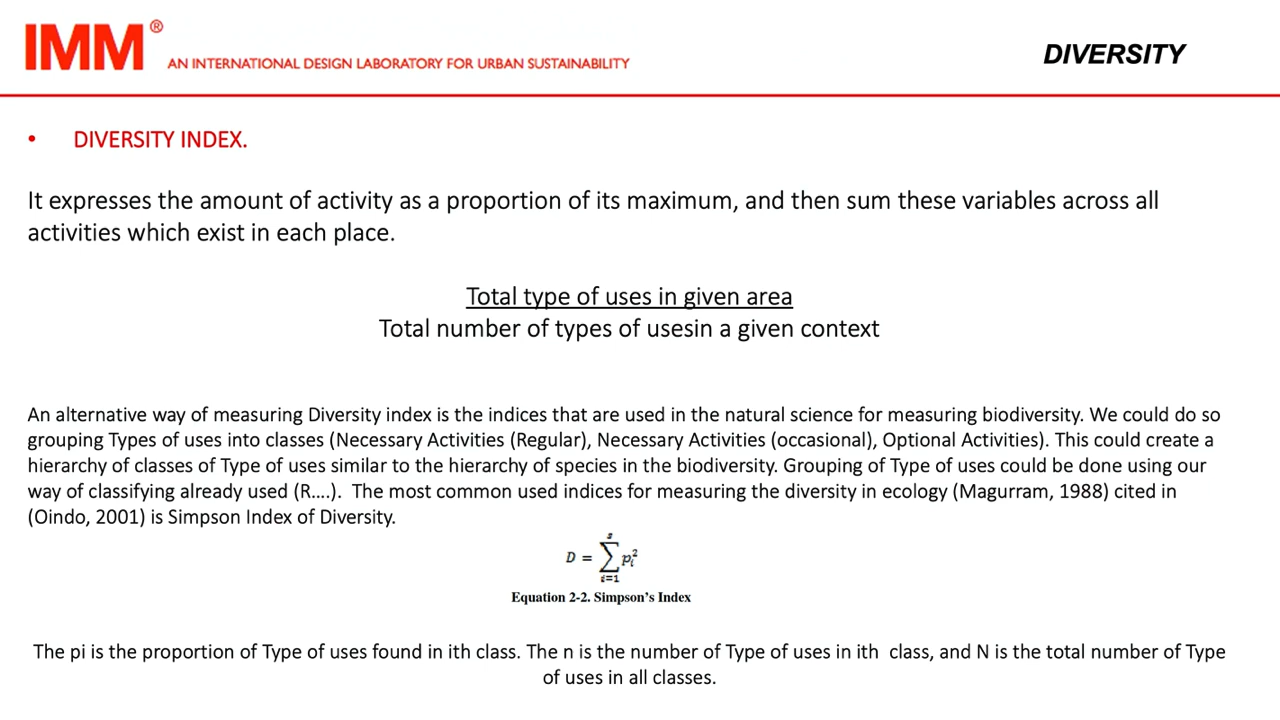 IMM®
AN INTERNATIONAL DESIGN LABORATORY FOR URBAN SUSTAINABILITY
DIVERSITY
• DIVERSITY INDEX.
It expresses the amount of activity as a proportion of its maximum, and then sum these variables across all
activities which exist in each place.
Total type of uses in given area
Total number of types of usesin a given context
An alternative way of measuring Diversity index is the indices that are used in the natural science for measuring biodiversity. We could do so
grouping Types of uses into classes (Necessary Activities (Regular), Necessary Activities (occasional), Optional Activities). This could create a
hierarchy of classes of Type of uses similar to the hierarchy of species in the biodiversity. Grouping of Type of uses could be done using our
way of classifying already used (R....). The most common used indices for measuring the diversity in ecology (Magurram, 1988) cited in
(Oindo, 2001) is Simpson Index of Diversity.
D = ∑_{i=1}^{s} p_i^2
Equation 2-2. Simpson's Index
The pi is the proportion of Type of uses found in ith class. The n is the number of Type of uses in ith class, and N is the total number of Type
of uses in all classes.